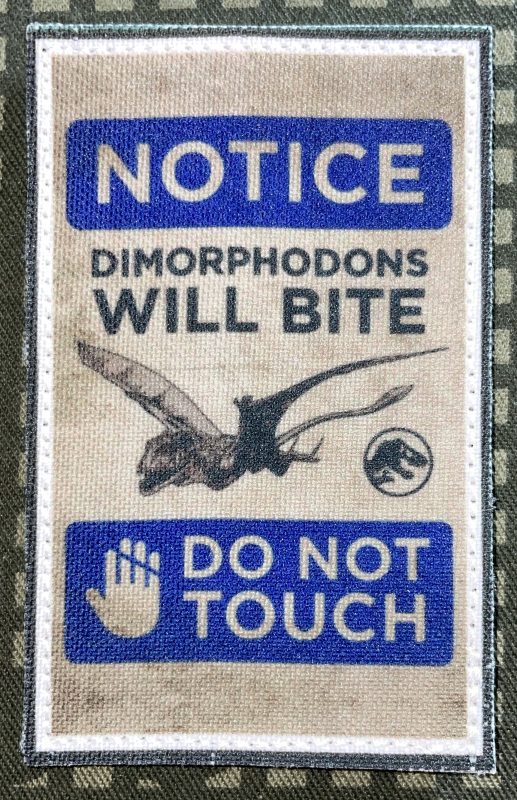 NOTICE
DIMORPHODONS
WILL BITE
DO NOT
TOUCH